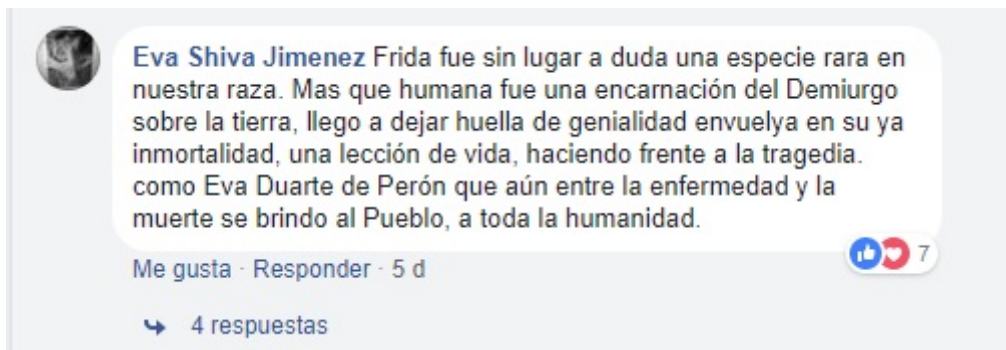 Eva Shiva Jimenez Frida fue sin lugar a duda una especie rara en
nuestra raza. Mas que humana fue una encarnación del Demiurgo
sobre la tierra, llego a dejar huella de genialidad envuelya en su ya
inmortalidad, una lección de vida, haciendo frente a la tragedia.
como Eva Duarte de Perón que aún entre la enfermedad y la
muerte se brindo al Pueblo, a toda la humanidad.
7
Me gusta · Responder · 5 d
4 respuestas